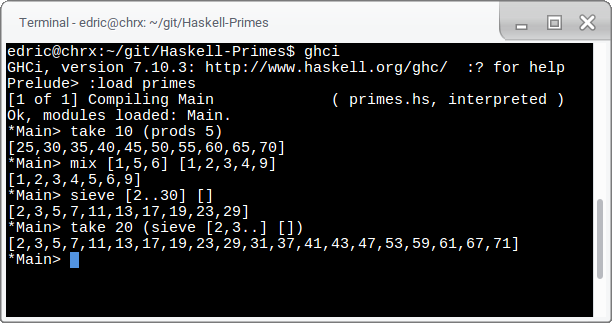 Terminal - edric@chrx: ~/git/Haskell-Primes
edric@chrx:~/git/Haskell-Primes$ ghci
GHCi, version 7.10.3: http://www.haskell.org/ghc/  :? for help
Prelude> :load primes
[1 of 1] Compiling Main             ( primes.hs, interpreted )
Ok, modules loaded: Main.
*Main> take 10 (prods 5)
[25,30,35,40,45,50,55,60,65,70]
*Main> mix [1,5,6] [1,2,3,4,9]
[1,2,3,4,5,6,9]
*Main> sieve [2..30] []
[2,3,5,7,11,13,17,19,23,29]
*Main> take 20 (sieve [2,3..] [])
[2,3,5,7,11,13,17,19,23,29,31,37,41,43,47,53,59,61,67,71]
*Main>